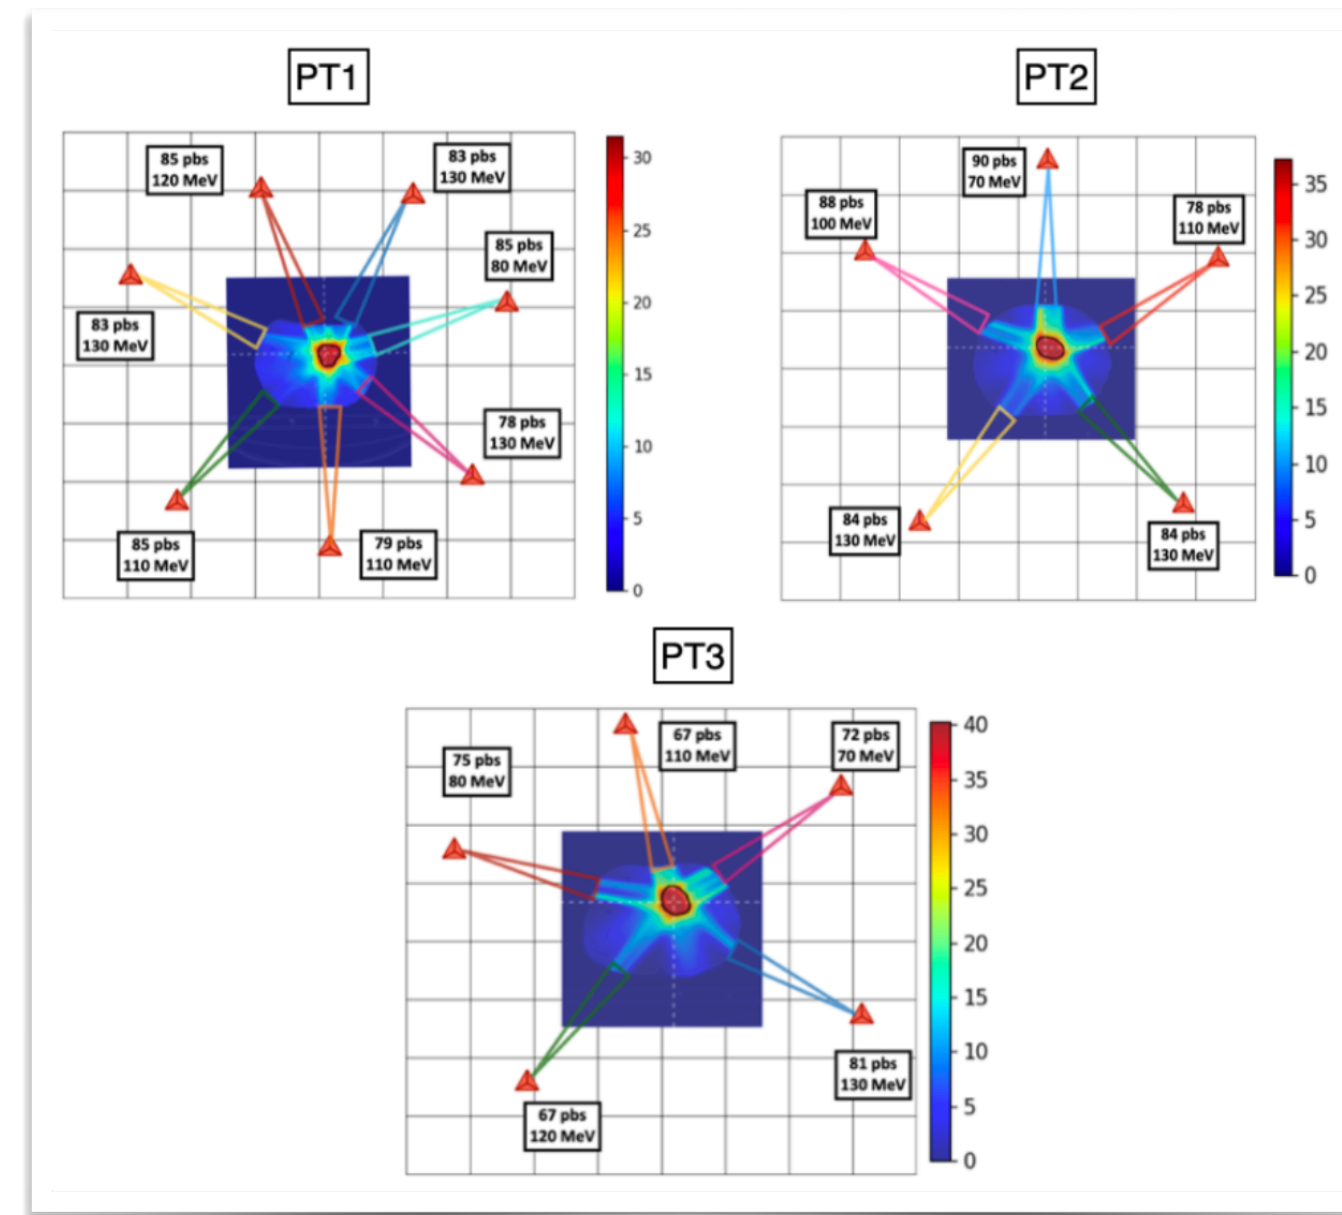 PT1
85 pbs
120 MeV
83 pbs
130 MeV
85 pbs
80 MeV
83 pbs
130 MeV
78 pbs
130 MeV
85 pbs
110 MeV
79 pbs
110 MeV
30
25
20
15
10
5
0
PT2
90 pbs
70 MeV
88 pbs
100 MeV
78 pbs
110 MeV
84 pbs
130 MeV
84 pbs
130 MeV
35
30
25
20
15
10
5
0
PT3
67 pbs
110 MeV
72 pbs
70 MeV
75 pbs
80 MeV
81 pbs
130 MeV
67 pbs
120 MeV
40
35
30
25
20
15
10
5
0